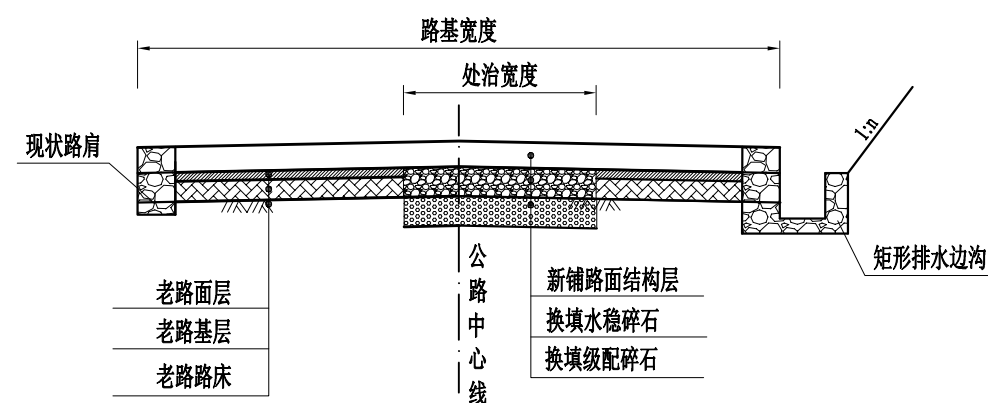 路基宽度
处治宽度
现状路肩
1:n
矩形排水边沟
公路中心线
老路面层
老路基层
老路路床
新铺路面结构层
换填水稳碎石
换填级配碎石